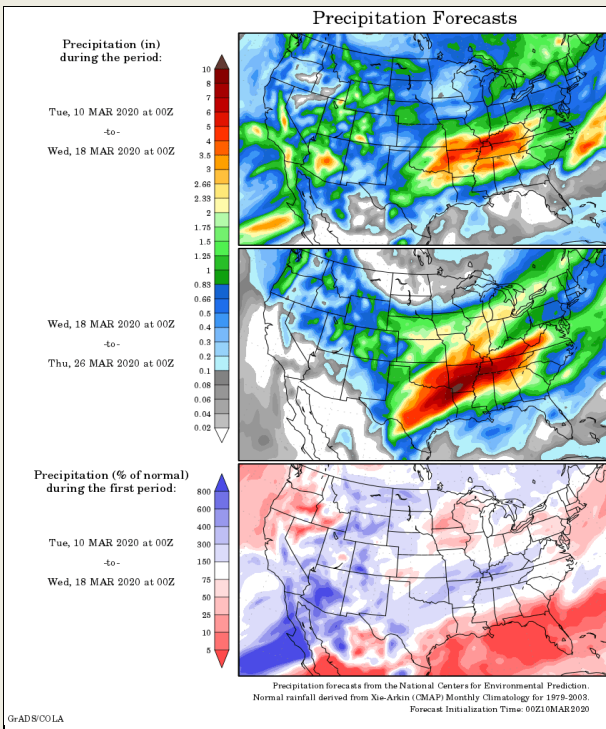 Precipitation Forecasts
Precipitation (in)
during the period:
Tue, 10 MAR 2020 at 00Z
-to-
Wed, 18 MAR 2020 at 00Z
10
8
7
6
5
4
3.5
3
2.66
2.33
2
1.75
1.5
1.25
1
0.83
0.66
0.5
0.4
0.3
0.2
0.1
0.08
0.06
0.04
0.02
Wed, 18 MAR 2020 at 00Z
-to-
Thu, 26 MAR 2020 at 00Z
Precipitation (% of normal)
during the first period:
Tue, 10 MAR 2020 at 00Z
-to-
Wed, 18 MAR 2020 at 00Z
800
600
400
300
150
75
50
25
10
5
Precipitation forecasts from the National Centers for Environmental Prediction.
Normal rainfall derived from Xie-Arkin (CMAP) Monthly Climatology for 1979-2003.
Forecast Initialization Time: 00Z10MAR2020
GrADS/COLA